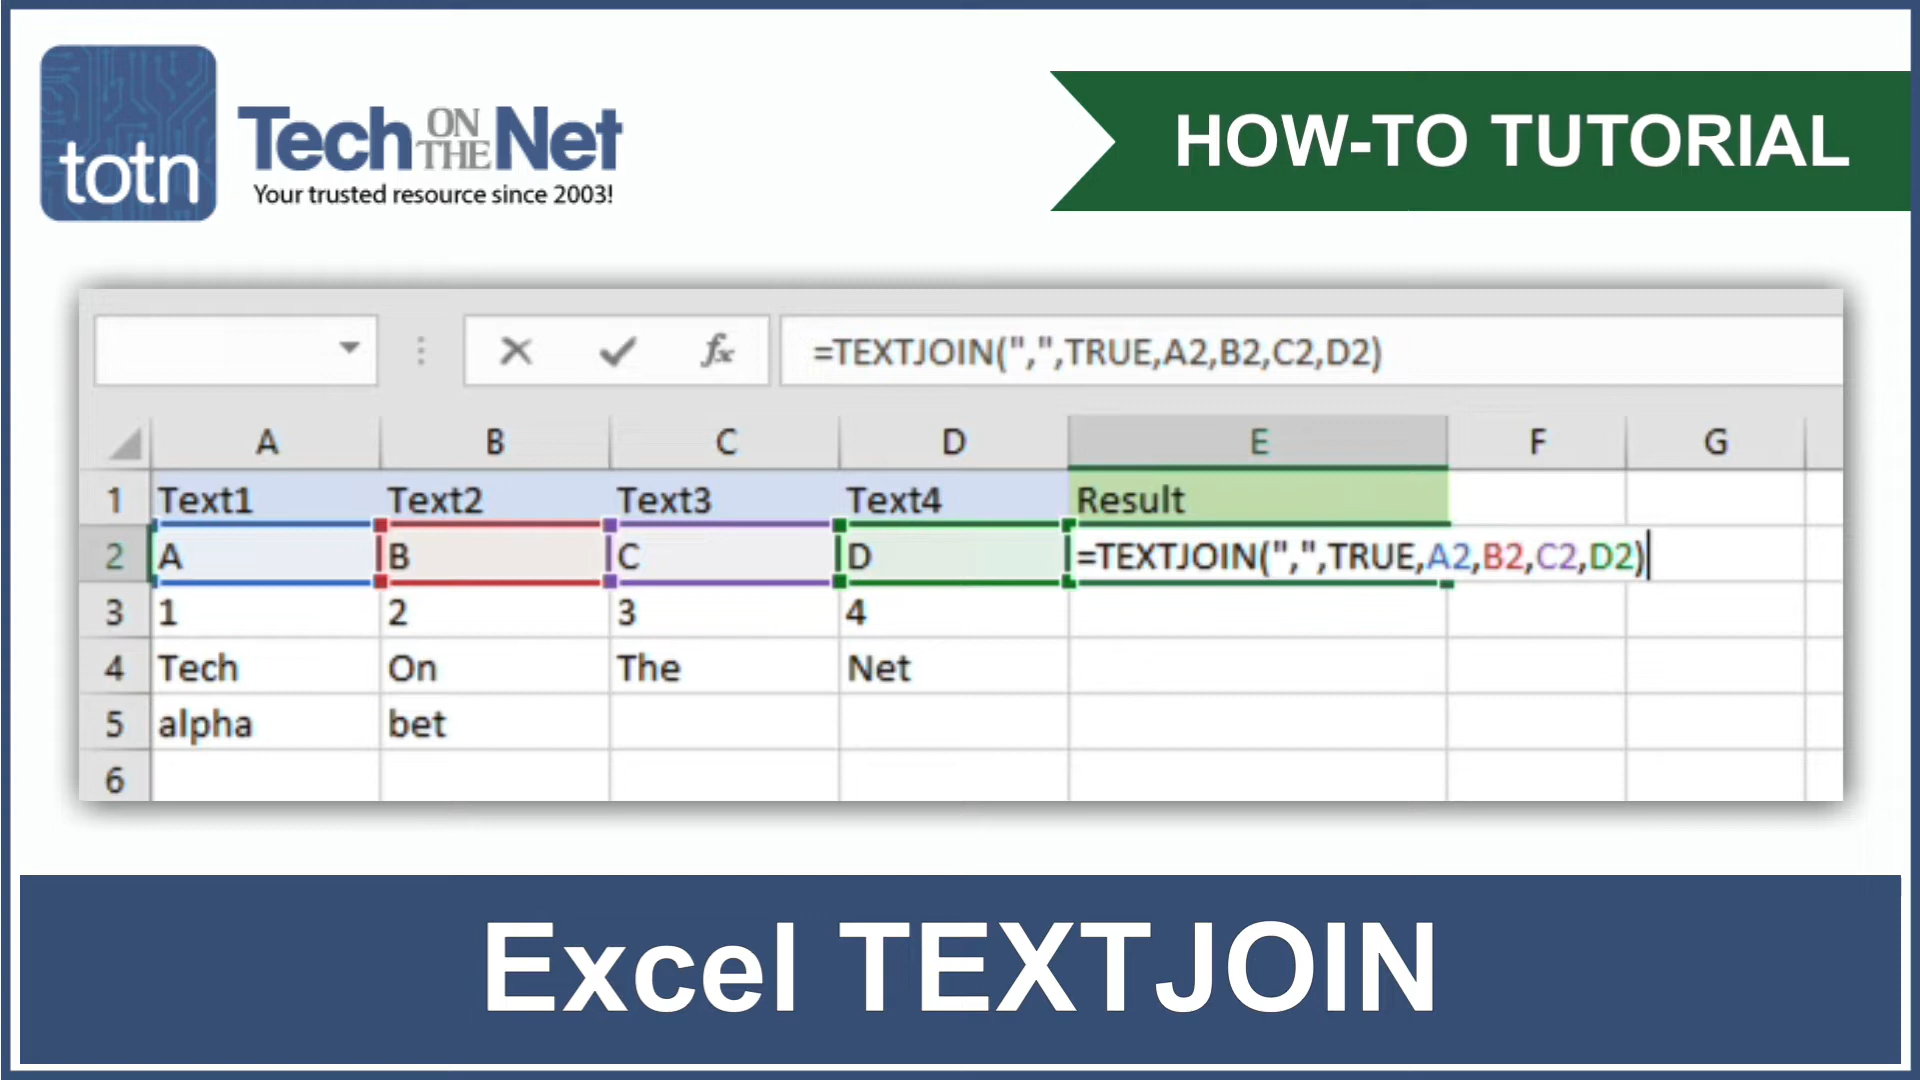 totn
Tech ON THE Net
Your trusted resource since 2003!
HOW-TO TUTORIAL
fx =TEXTJOIN(",",TRUE,A2,B2,C2,D2)
A B C D E F G
1 Text1 Text2 Text3 Text4 Result
2 A B C D =TEXTJOIN(",",TRUE,A2,B2,C2,D2)
3 1 2 3 4
4 Tech On The Net
5 alpha bet
6
Excel TEXTJOIN